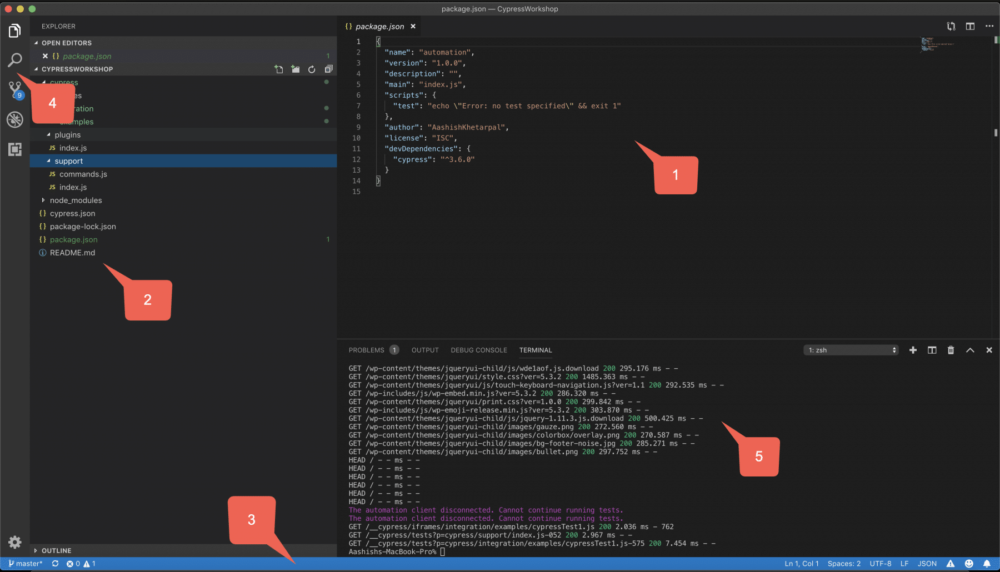 package.json — CypressWorkshop
EXPLORER
OPEN EDITORS
package.json 1
CYPRESSWORKSHOP
cypress
es
ration
examples
plugins
JS index.js
support
JS commands.js
JS index.js
node_modules
{} cypress.json
{} package-lock.json
{} package.json 1
README.md
OUTLINE
9
4
2
3
{} package.json
1 {
2 "name": "automation",
3 "version": "1.0.0",
4 "description": "",
5 "main": "index.js",
6 "scripts": {
7 "test": "echo \"Error: no test specified\" && exit 1"
8 },
9 "author": "AashishKhetarpal",
10 "license": "ISC",
11 "devDependencies": {
12 "cypress": "^3.6.0"
13 }
14 }
15
1
PROBLEMS 1 OUTPUT DEBUG CONSOLE TERMINAL 1: zsh
GET /wp-content/themes/jqueryui-child/js/wde1aof.js.download 200 295.176 ms - -
GET /wp-content/themes/jqueryui/style.css?ver=5.3.2 200 1485.363 ms - -
GET /wp-content/themes/jqueryui/js/touch-keyboard-navigation.js?ver=1.1 200 292.535 ms - -
GET /wp-includes/js/wp-embed.min.js?ver=5.3.2 200 286.320 ms - -
GET /wp-content/themes/jqueryui/print.css?ver=1.0.0 200 299.842 ms - -
GET /wp-includes/js/wp-emoji-release.min.js?ver=5.3.2 200 303.870 ms - -
GET /wp-content/themes/jqueryui-child/js/jquery-1.11.3.js.download 200 500.425 ms - -
GET /wp-content/themes/jqueryui-child/images/gauze.png 200 272.560 ms - -
GET /wp-content/themes/jqueryui-child/images/colorbox/overlay.png 200 270.587 ms - -
GET /wp-content/themes/jqueryui-child/images/bg-footer-noise.jpg 200 285.271 ms - -
GET /wp-content/themes/jqueryui-child/images/bullet.png 200 297.752 ms - -
HEAD / - - ms - -
HEAD / - - ms - -
HEAD / - - ms - -
HEAD / - - ms - -
HEAD / - - ms - -
HEAD / - - ms - -
The automation client disconnected. Cannot continue running tests.
The automation client disconnected. Cannot continue running tests.
GET /__cypress/iframes/integration/examples/cypressTest1.js 200 2.036 ms - 762
GET /__cypress/tests?p=cypress/support/index.js-052 200 2.967 ms - -
GET /__cypress/tests?p=cypress/integration/examples/cypressTest1.js-575 200 7.454 ms - -
Aashishs-MacBook-Pro%
5
master* 0 1 Ln 1, Col 1 Spaces: 2 UTF-8 LF JSON